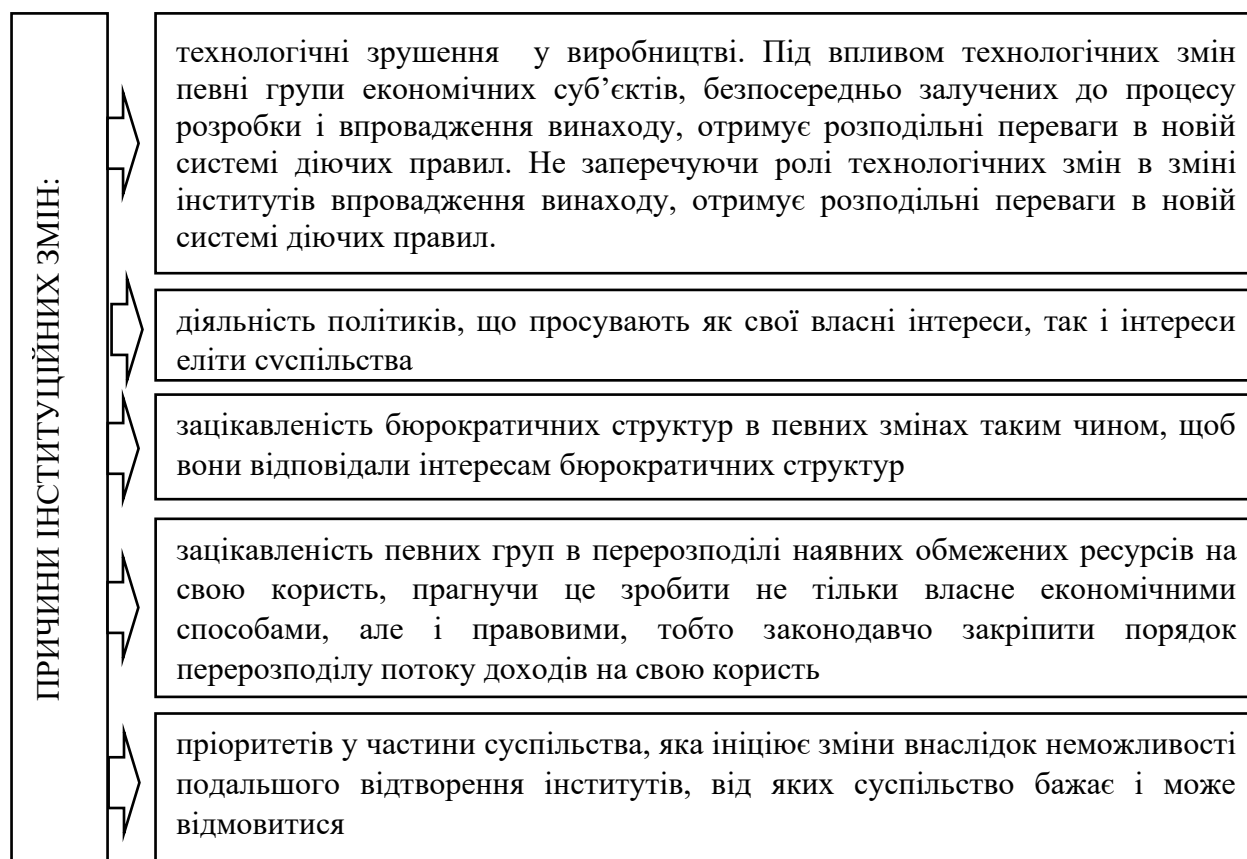 ПРИЧИНИ ІНСТИТУЦІЙНИХ ЗМІН:
технологічні зрушення у виробництві. Під впливом технологічних змін
певні групи економічних суб’єктів, безпосередньо залучених до процесу
розробки і впровадження винаходу, отримує розподільні переваги в новій
системі діючих правил. Не заперечуючи ролі технологічних змін в зміні
інститутів впровадження винаходу, отримує розподільні переваги в новій
системі діючих правил.
діяльність політиків, що просувають як свої власні інтереси, так і інтереси
еліти суспільства
зацікавленість бюрократичних структур в певних змінах таким чином, щоб
вони відповідали інтересам бюрократичних структур
зацікавленість певних груп в перерозподілі наявних обмежених ресурсів на
свою користь, прагнучи це зробити не тільки власне економічними
способами, але і правовими, тобто законодавчо закріпити порядок
перерозподілу потоку доходів на свою користь
пріоритетів у частини суспільства, яка ініціює зміни внаслідок неможливості
подальшого відтворення інститутів, від яких суспільство бажає і може
відмовитися